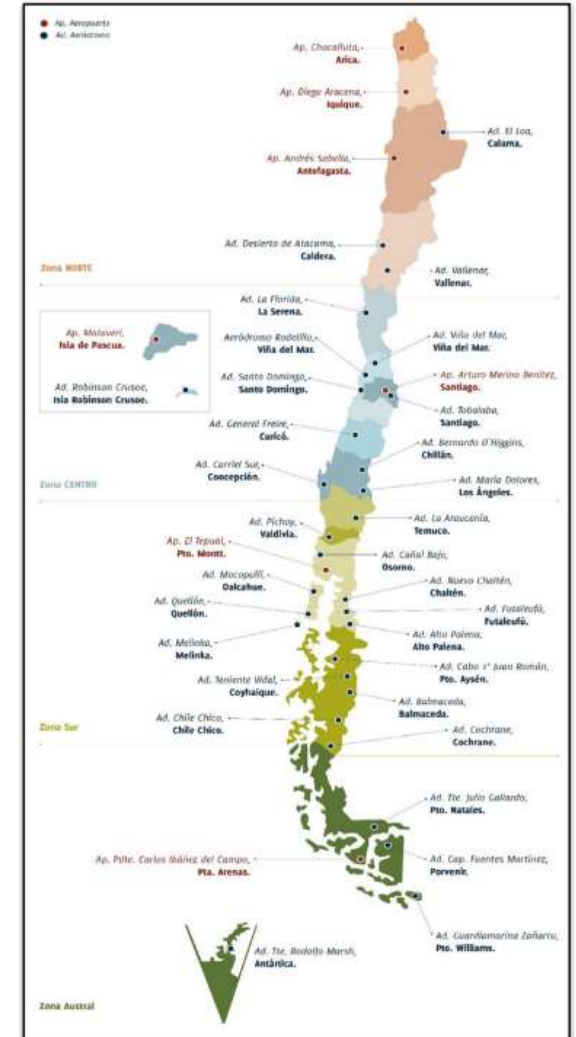 Ap. Aeropuerto
Ad. Aeródromo
Ap. Chacalluta,
Arica.
Ap. Diego Aracena,
Iquique.
Ad. El Loa,
Calama.
Ap. Andrés Sabella,
Antofagasta.
Ad. Desierto de Atacama,
Caldera.
Zona NORTE
Ad. Vallenar,
Vallenar.
Ad. La Florida,
La Serena.
Ap. Mataveri,
Isla de Pascua.
Ad. Robinson Crusoe,
Isla Robinson Crusoe.
Aeródromo Rodelillo,
Viña del Mar.
Ad. Viña del Mar,
Viña del Mar.
Ad. Santo Domingo,
Santo Domingo.
Ap. Arturo Merino Benítez,
Santiago.
Ad. Tobalaba,
Santiago.
Ad. General Freire,
Curicó.
Ad. Bernardo O'Higgins,
Chillán.
Ad. Carriel Sur,
Concepción.
Zona CENTRO
Ad. María Dolores,
Los Ángeles.
Ad. Pichoy,
Valdivia.
Ad. La Araucanía,
Temuco.
Ap. El Tepual,
Pto. Montt.
Ad. Cañal Bajo,
Osorno.
Ad. Mocopulli,
Dalcahue.
Ad. Nuevo Chaitén,
Chaitén.
Ad. Quellón,
Quellón.
Ad. Futaleufú,
Futaleufú.
Ad. Melinka,
Melinka.
Ad. Alto Palena,
Alto Palena.
Ad. Cabo 1º Juan Román,
Pto. Aysén.
Ad. Teniente Vidal,
Coyhaique.
Ad. Balmaceda,
Balmaceda.
Ad. Chile Chico,
Chile Chico.
Zona Sur
Ad. Cochrane,
Cochrane.
Ad. Tte. Julio Gallardo,
Pto. Natales.
Ap. Pdte. Carlos Ibáñez del Campo,
Pta. Arenas.
Ad. Cap. Fuentes Martínez,
Porvenir.
Ad. Guardiamarina Zañartu,
Pto. Williams.
Ad. Tte. Rodolfo Marsh,
Antártica.
Zona Austral